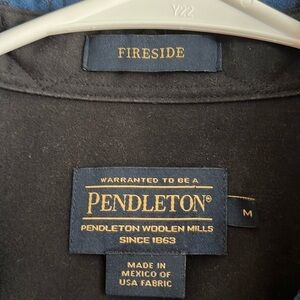 Y22
FIRESIDE
WARRANTED TO BE A
PENDLETON®
PENDLETON WOOLEN MILLS
SINCE 1863
M
MADE IN
MEXICO OF
USA FABRIC